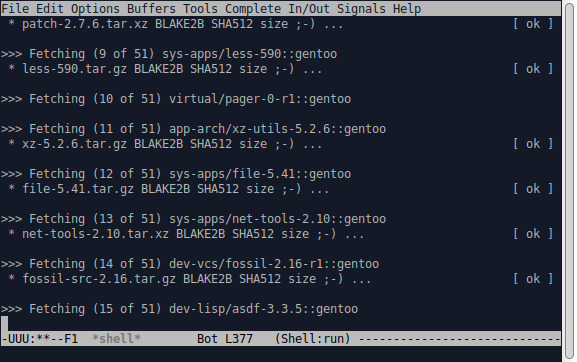 File Edit Options Buffers Tools Complete In/Out Signals Help
 * patch-2.7.6.tar.xz BLAKE2B SHA512 size ;-) ...                        [ ok ]

>>> Fetching (9 of 51) sys-apps/less-590::gentoo
 * less-590.tar.gz BLAKE2B SHA512 size ;-) ...                           [ ok ]

>>> Fetching (10 of 51) virtual/pager-0-r1::gentoo

>>> Fetching (11 of 51) app-arch/xz-utils-5.2.6::gentoo
 * xz-5.2.6.tar.gz BLAKE2B SHA512 size ;-) ...                           [ ok ]

>>> Fetching (12 of 51) sys-apps/file-5.41::gentoo
 * file-5.41.tar.gz BLAKE2B SHA512 size ;-) ...                          [ ok ]

>>> Fetching (13 of 51) sys-apps/net-tools-2.10::gentoo
 * net-tools-2.10.tar.xz BLAKE2B SHA512 size ;-) ...                     [ ok ]

>>> Fetching (14 of 51) dev-vcs/fossil-2.16-r1::gentoo
 * fossil-src-2.16.tar.gz BLAKE2B SHA512 size ;-) ...                    [ ok ]

>>> Fetching (15 of 51) dev-lisp/asdf-3.3.5::gentoo
-UUU:**--F1  *shell*        Bot L377   (Shell:run) -----------------------------